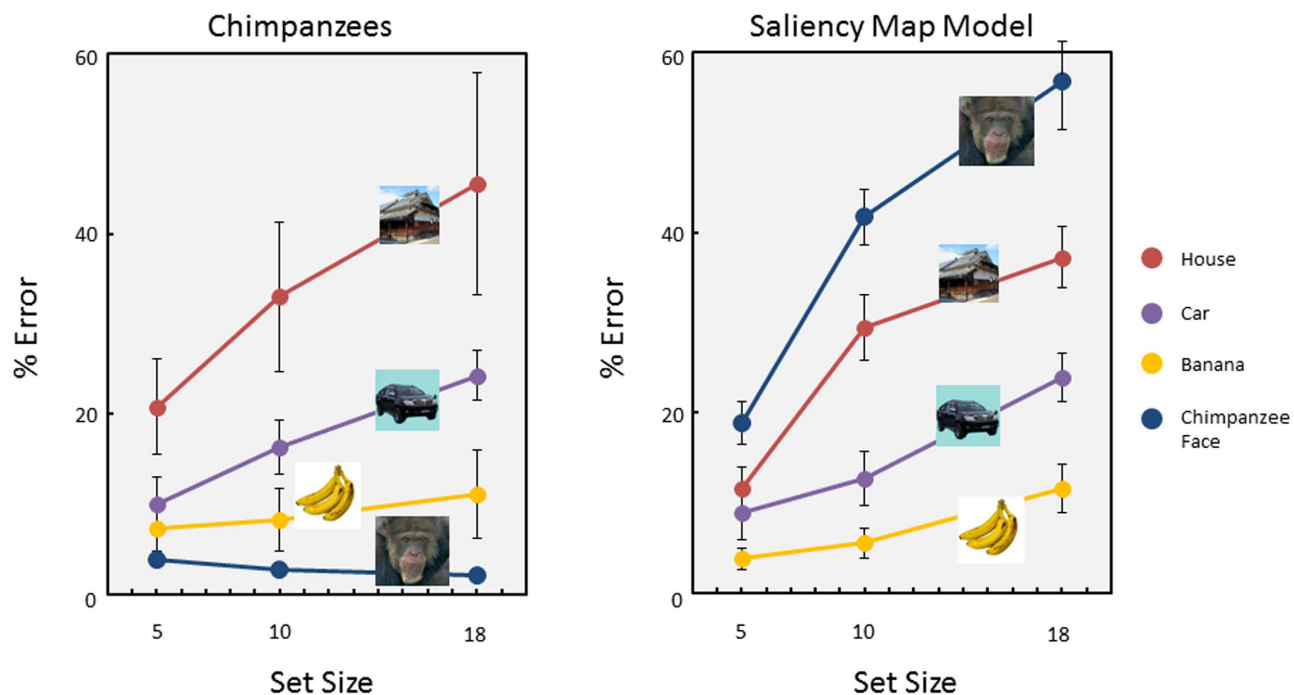 Chimpanzees
60
40
20
0
5
10
18
% Error
Set Size
Saliency Map Model
60
40
20
0
5
10
18
% Error
Set Size
House
Car
Banana
Chimpanzee
Face